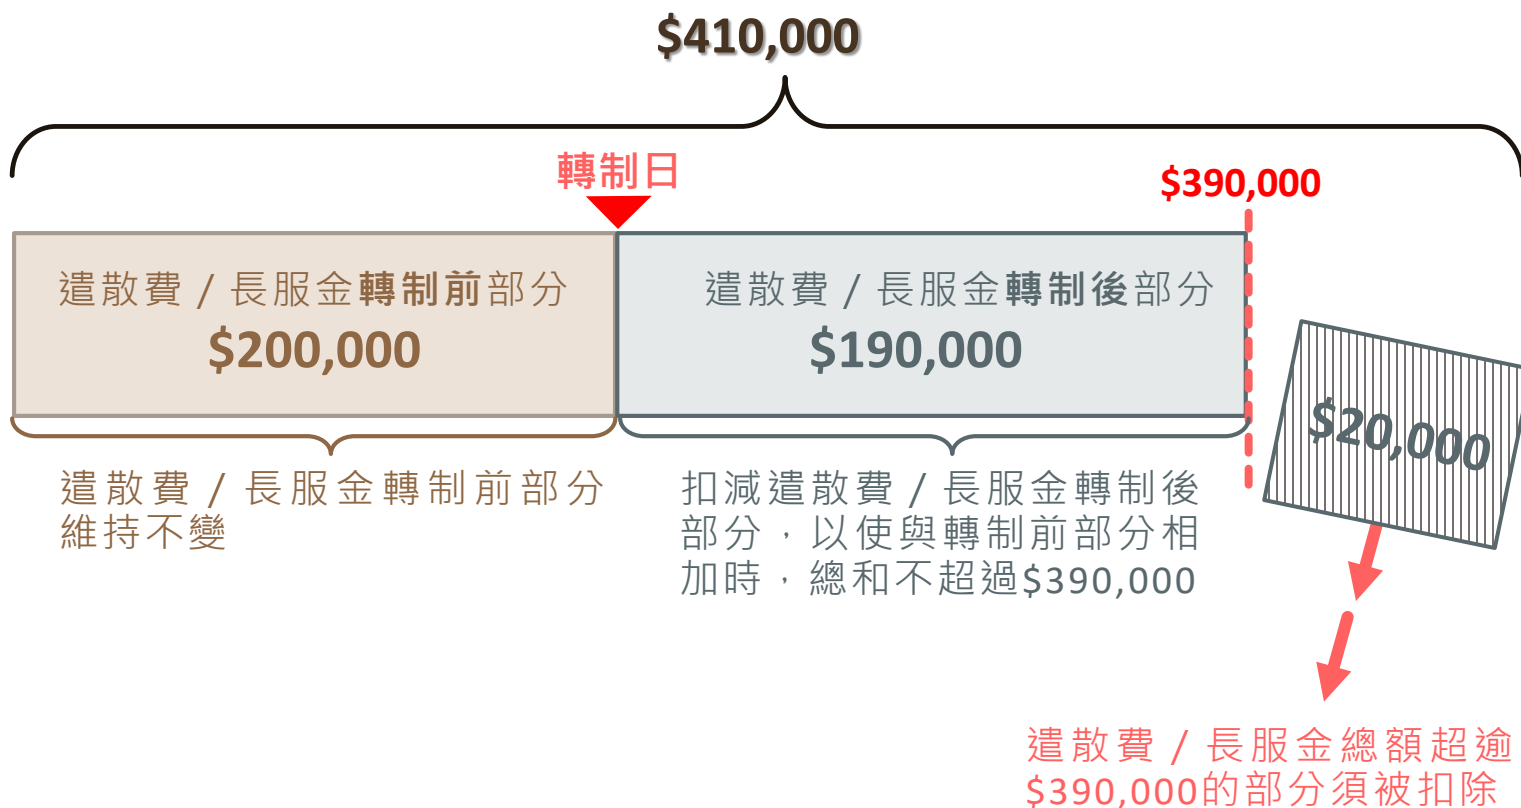 $410,000
轉制日
$390,000
遣散費 / 長服金轉制前部分
$200,000
遣散費 / 長服金轉制後部分
$190,000
$20,000
遣散費 / 長服金轉制前部分
維持不變
扣減遣散費 / 長服金轉制後
部分，以使與轉制前部分相
加時，總和不超過$390,000
遣散費 / 長服金總額超逾
$390,000的部分須被扣除